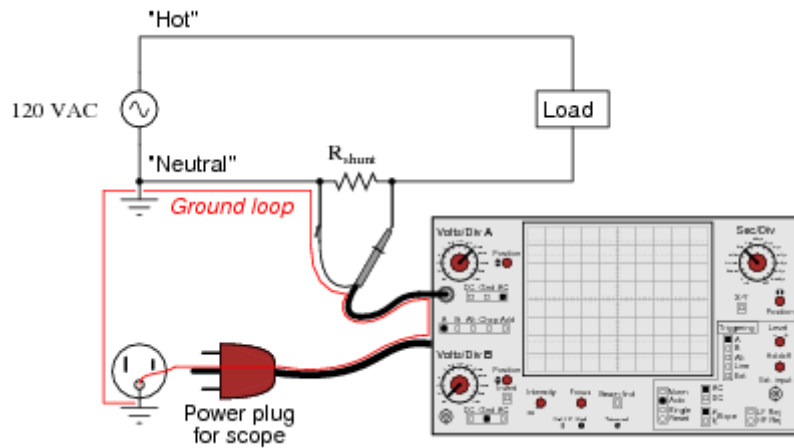 "Hot"
120 VAC
Load
"Neutral"
Rshunt
Ground loop
Volts/Div A
Position
DC Gnd AC
A B Alt Chop Add
Volts/Div B
Position
Invert
DC Gnd AC
Intensity
Focus
Beam find
Sec/Div
X-Y
Position
Triggering
Level
A
B
Alt
Line
Ext.
Holdoff
Ext. input
Norm
Auto
Single
Reset
AC
DC
Slope
LF Rej
HF Rej
Power plug
for scope